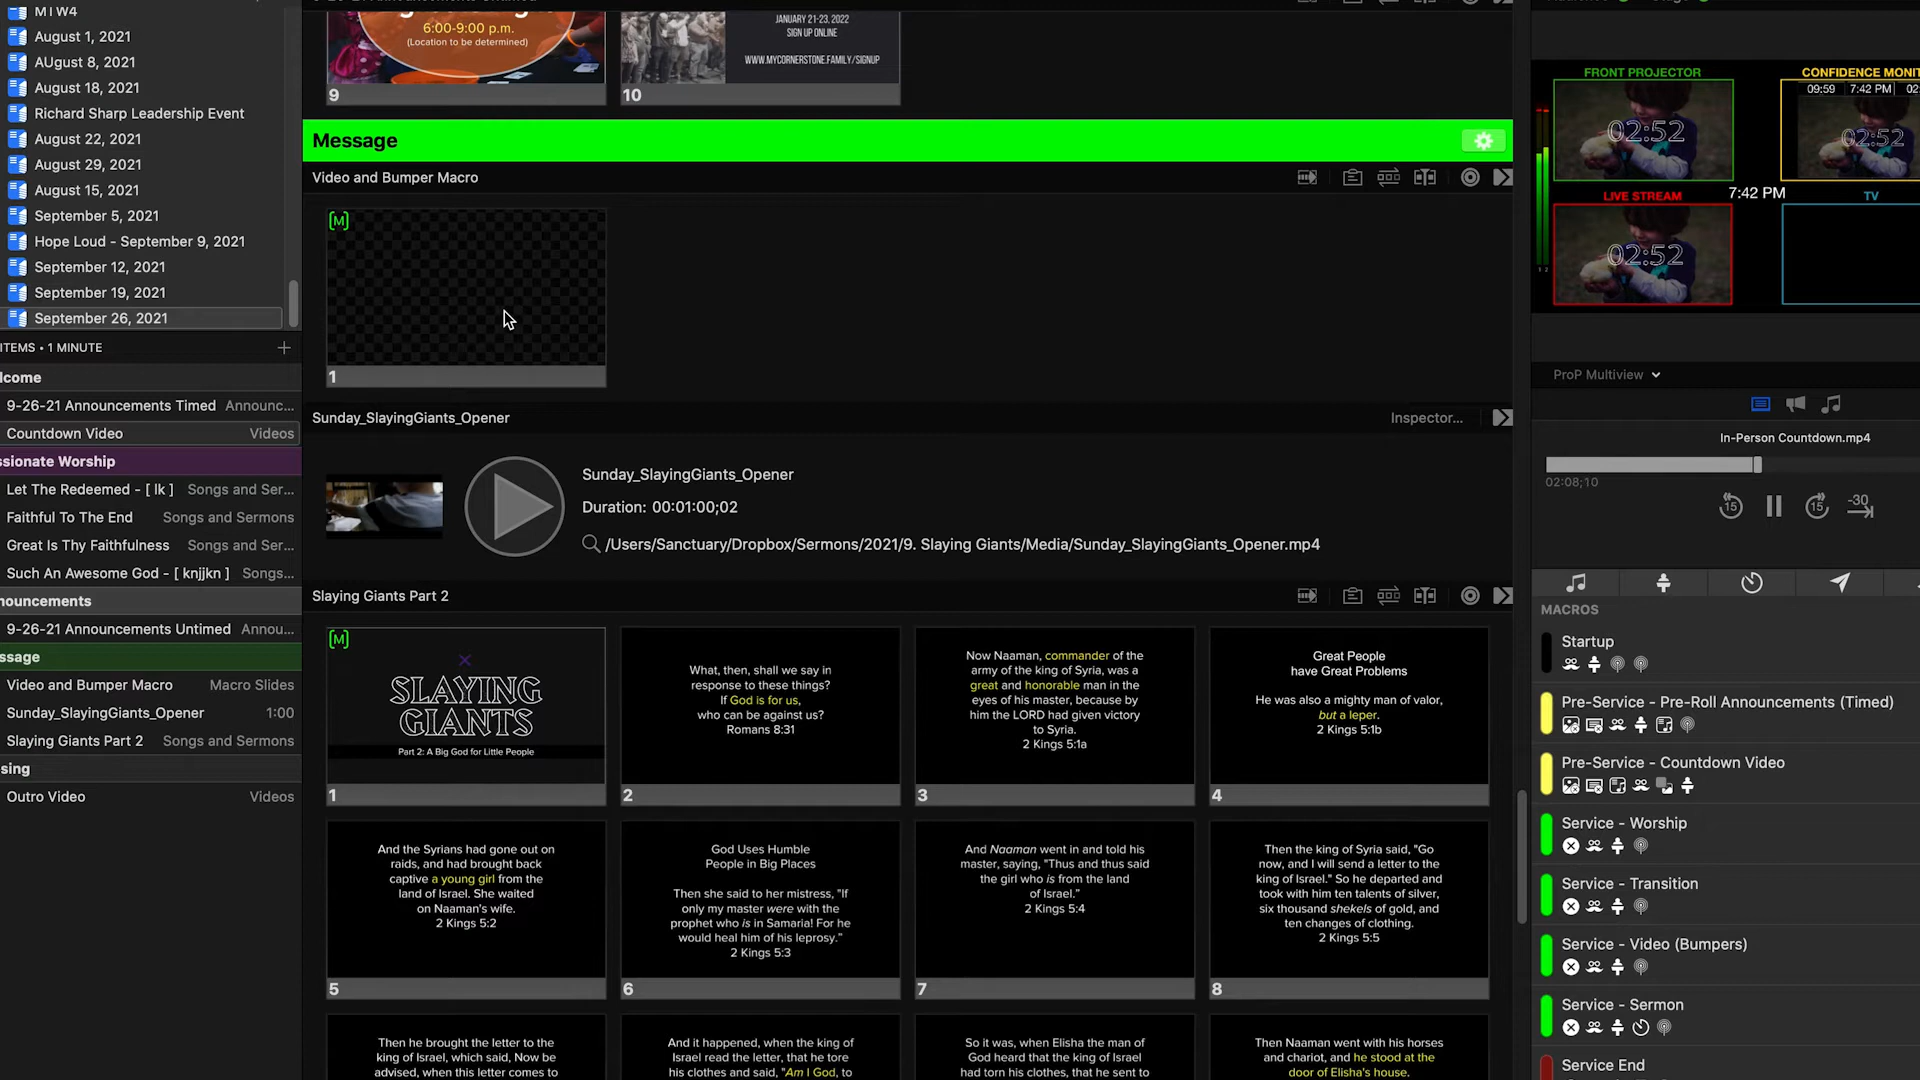 MTW4
August 1, 2021
AUgust 8, 2021
August 18, 2021
Richard Sharp Leadership Event
August 22, 2021
August 29, 2021
August 15, 2021
September 5, 2021
Hope Loud - September 9, 2021
September 12, 2021
September 19, 2021
September 26, 2021
ITEMS • 1 MINUTE
lcome
9-26-21 Announcements Timed Announc...
Countdown Video Videos
ssionate Worship
Let The Redeemed - [ lk ] Songs and Ser...
Faithful To The End Songs and Sermons
Great Is Thy Faithfulness Songs and Ser...
Such An Awesome God - [ knjjkn ] Songs...
nouncements
9-26-21 Announcements Untimed Annou...
ssage
Video and Bumper Macro Macro Slides
Sunday_SlayingGiants_Opener 1:00
Slaying Giants Part 2 Songs and Sermons
sing
Outro Video Videos
6:00-9:00 p.m.
(Location to be determined)
9
JANUARY 21-23, 2022
SIGN UP ONLINE
WWW.MYCORNERSTONE.FAMILY/SIGNUP
10
Message
Video and Bumper Macro
[M]
1
Sunday_SlayingGiants_Opener
Inspector...
Sunday_SlayingGiants_Opener
Duration: 00:01:00;02
/Users/Sanctuary/Dropbox/Sermons/2021/9. Slaying Giants/Media/Sunday_SlayingGiants_Opener.mp4
Slaying Giants Part 2
[M]
SLAYING
GIANTS
Part 2: A Big God for Little People
1
What, then, shall we say in
response to these things?
If God is for us,
who can be against us?
Romans 8:31
2
Now Naaman, commander of the
army of the king of Syria, was a
great and honorable man in the
eyes of his master, because by
him the LORD had given victory
to Syria.
2 Kings 5:1a
3
Great People
have Great Problems
He was also a mighty man of valor,
but a leper.
2 Kings 5:1b
4
And the Syrians had gone out on
raids, and had brought back
captive a young girl from the
land of Israel. She waited
on Naaman's wife.
2 Kings 5:2
5
God Uses Humble
People in Big Places
Then she said to her mistress, "If
only my master were with the
prophet who is in Samaria! For he
would heal him of his leprosy."
2 Kings 5:3
6
And Naaman went in and told his
master, saying, "Thus and thus said
the girl who is from the land
of Israel."
2 Kings 5:4
7
Then the king of Syria said, "Go
now, and I will send a letter to the
king of Israel." So he departed and
took with him ten talents of silver,
six thousand shekels of gold, and
ten changes of clothing.
2 Kings 5:5
8
Then he brought the letter to the
king of Israel, which said, Now be
advised, when this letter comes to
And it happened, when the king of
Israel read the letter, that he tore
his clothes and said, "Am I God, to
So it was, when Elisha the man of
God heard that the king of Israel
had torn his clothes, that he sent to
Then Naaman went with his horses
and chariot, and he stood at the
door of Elisha's house.
FRONT PROJECTOR
02:52
CONFIDENCE MONIT
09:59 7:42 PM 02
02:52
LIVE STREAM
02:52
7:42 PM
TV
1 2
ProP Multiview
In-Person Countdown.mp4
02:08;10
15
15
-30
MACROS
Startup
Pre-Service - Pre-Roll Announcements (Timed)
Pre-Service - Countdown Video
Service - Worship
Service - Transition
Service - Video (Bumpers)
Service - Sermon
Service End